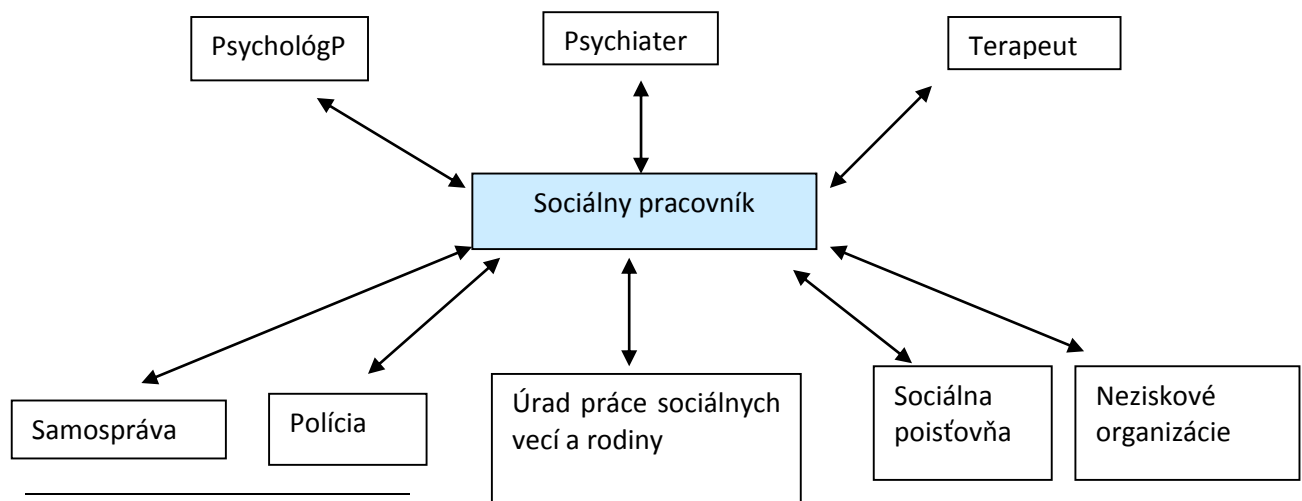 PsychológP
Psychiater
Terapeut
Sociálny pracovník
Samospráva
Polícia
Úrad práce sociálnych
vecí a rodiny
Sociálna
poisťovňa
Neziskové
organizácie